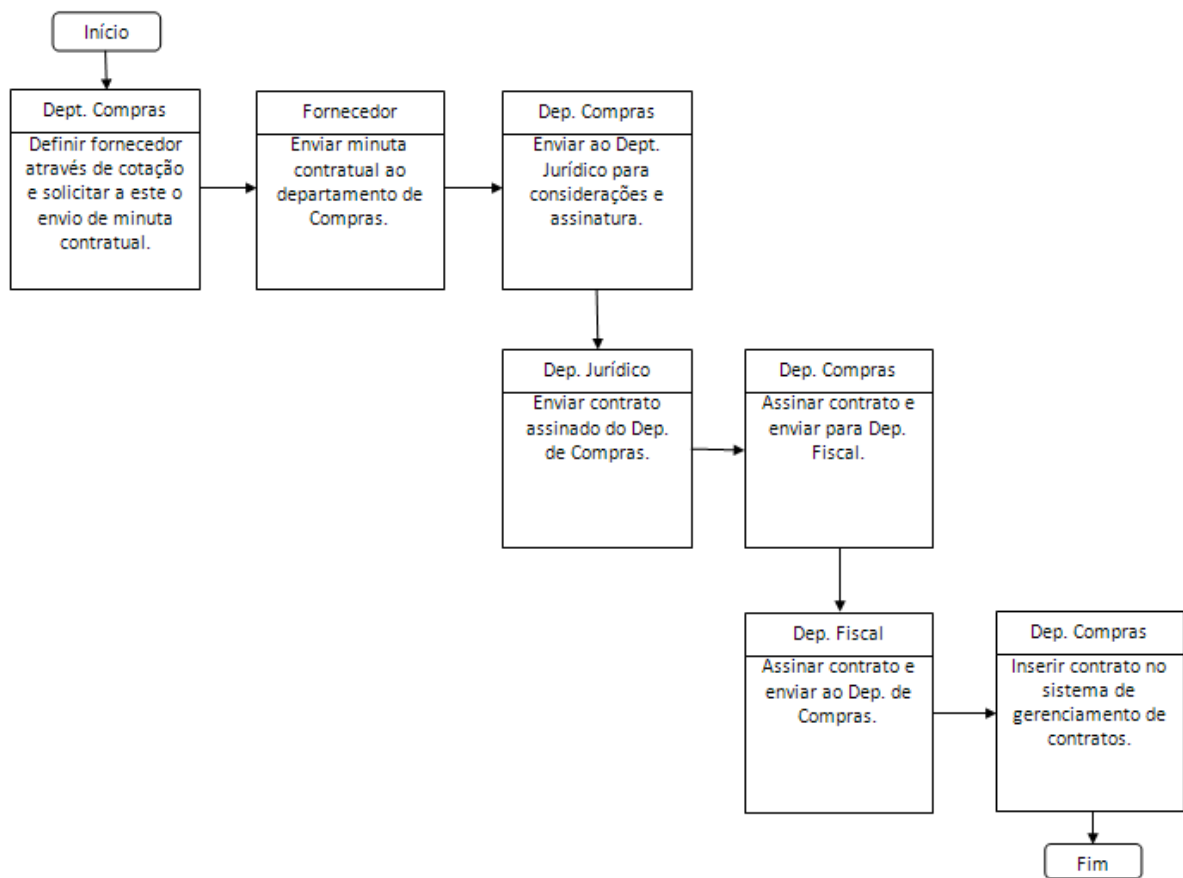 Início
Dept. Compras
Definir fornecedor
através de cotação
e solicitar a este o
envio de minuta
contratual.
Fornecedor
Enviar minuta
contratual ao
departamento de
Compras.
Dep. Compras
Enviar ao Dept.
Jurídico para
considerações e
assinatura.
Dep. Jurídico
Enviar contrato
assinado do Dep.
de Compras.
Dep. Compras
Assinar contrato e
enviar para Dep.
Fiscal.
Dep. Fiscal
Assinar contrato e
enviar ao Dep. de
Compras.
Dep. Compras
Inserir contrato no
sistema de
gerenciamento de
contratos.
Fim